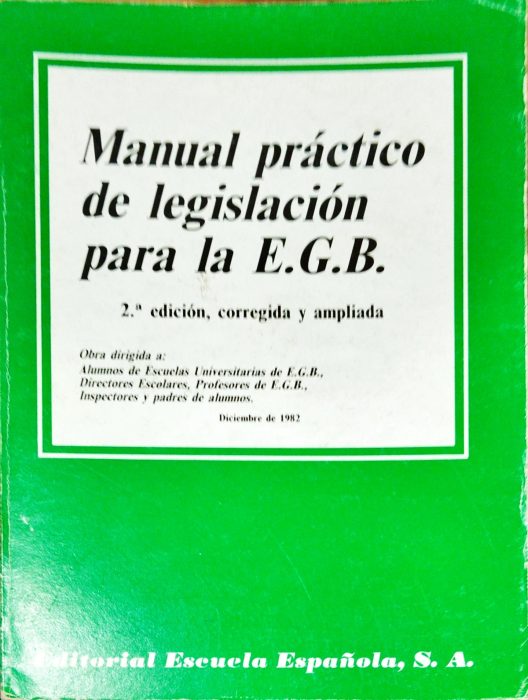 Manual práctico
de legislación
para la E.G.B.
2.ª edición, corregida y ampliada
Obra dirigida a:
Alumnos de Escuelas Universitarias de E.G.B.,
Directores Escolares, Profesores de E.G.B.,
Inspectores y padres de alumnos.
Diciembre de 1982
Editorial Escuela Española, S. A.